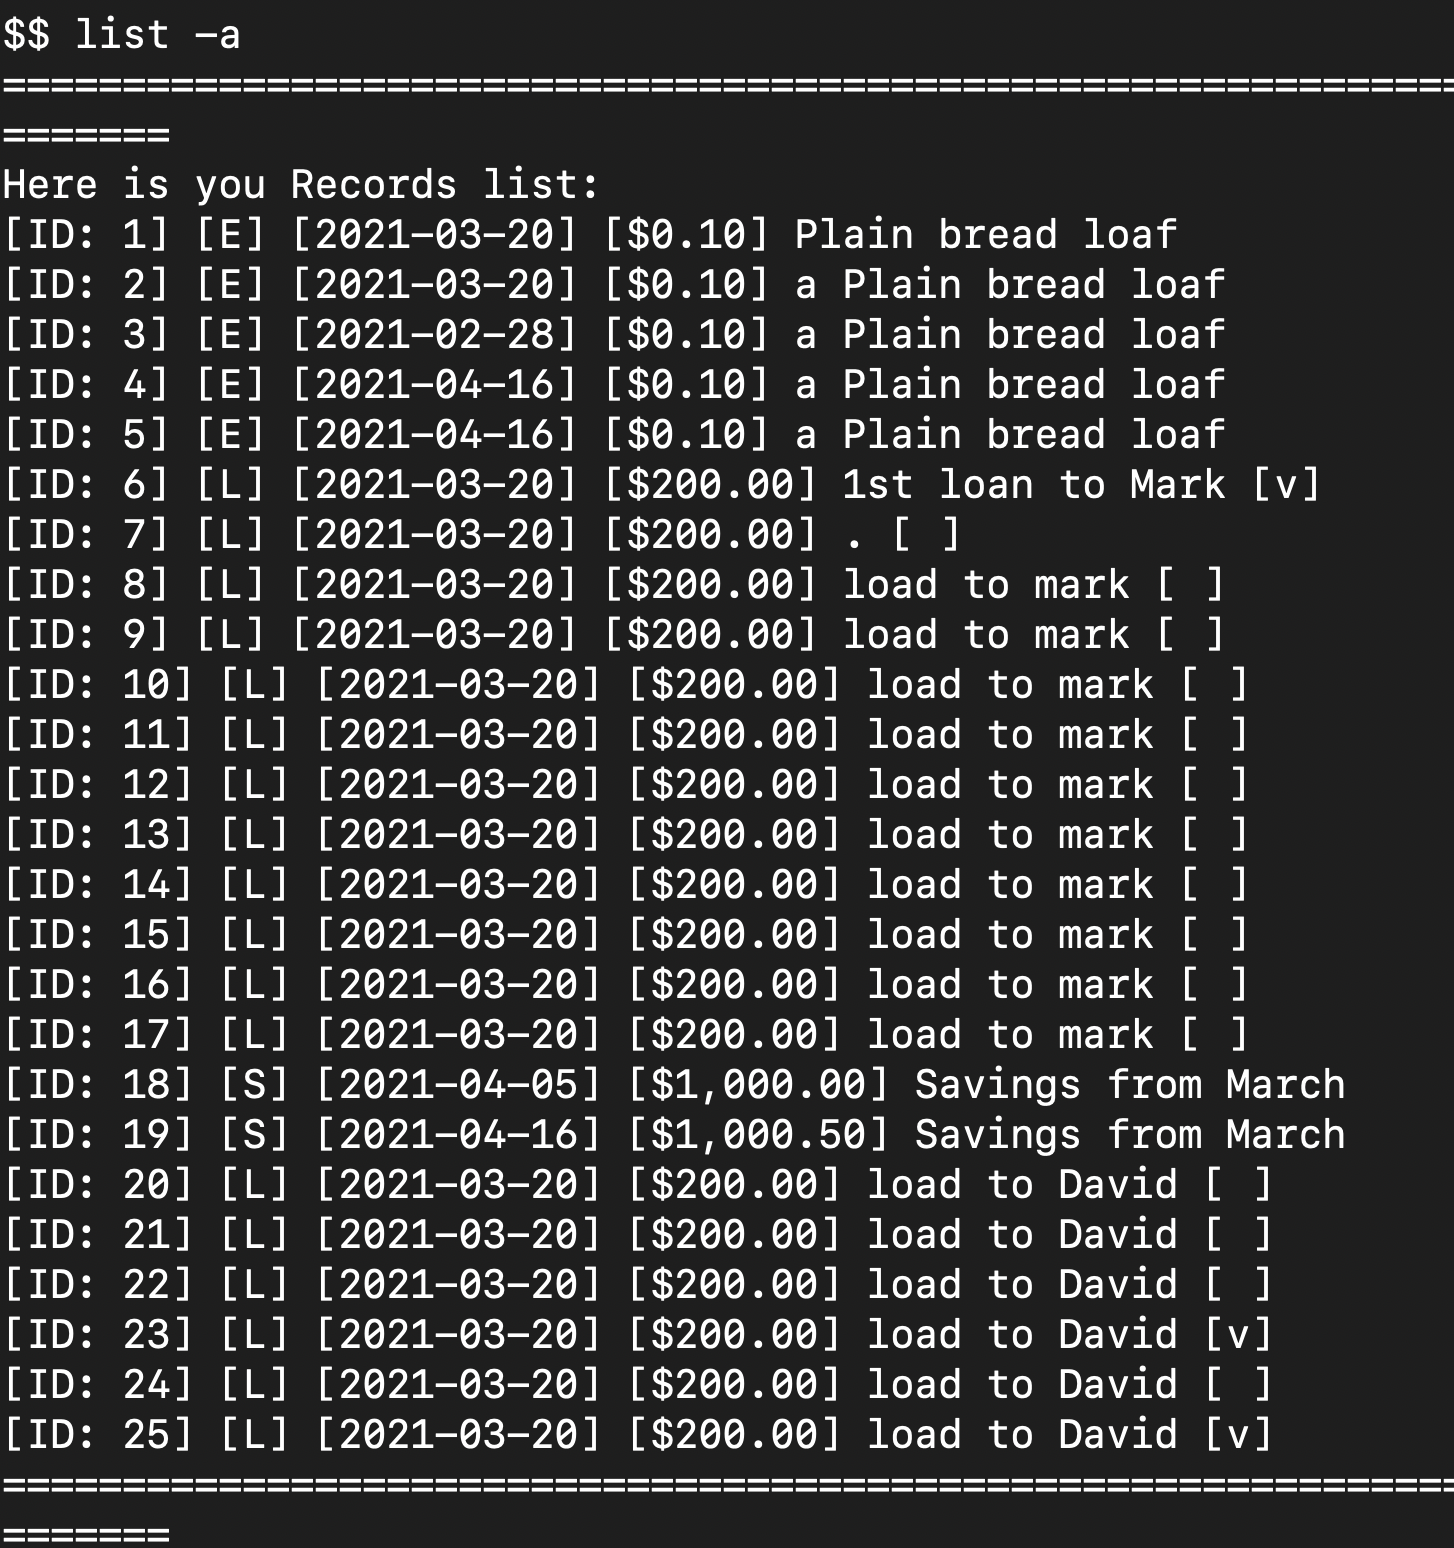 $$ list -a
=============================================================
=======
Here is you Records list:
[ID: 1] [E] [2021-03-20] [$0.10] Plain bread loaf
[ID: 2] [E] [2021-03-20] [$0.10] a Plain bread loaf
[ID: 3] [E] [2021-02-28] [$0.10] a Plain bread loaf
[ID: 4] [E] [2021-04-16] [$0.10] a Plain bread loaf
[ID: 5] [E] [2021-04-16] [$0.10] a Plain bread loaf
[ID: 6] [L] [2021-03-20] [$200.00] 1st loan to Mark [v]
[ID: 7] [L] [2021-03-20] [$200.00] . [ ]
[ID: 8] [L] [2021-03-20] [$200.00] load to mark [ ]
[ID: 9] [L] [2021-03-20] [$200.00] load to mark [ ]
[ID: 10] [L] [2021-03-20] [$200.00] load to mark [ ]
[ID: 11] [L] [2021-03-20] [$200.00] load to mark [ ]
[ID: 12] [L] [2021-03-20] [$200.00] load to mark [ ]
[ID: 13] [L] [2021-03-20] [$200.00] load to mark [ ]
[ID: 14] [L] [2021-03-20] [$200.00] load to mark [ ]
[ID: 15] [L] [2021-03-20] [$200.00] load to mark [ ]
[ID: 16] [L] [2021-03-20] [$200.00] load to mark [ ]
[ID: 17] [L] [2021-03-20] [$200.00] load to mark [ ]
[ID: 18] [S] [2021-04-05] [$1,000.00] Savings from March
[ID: 19] [S] [2021-04-16] [$1,000.50] Savings from March
[ID: 20] [L] [2021-03-20] [$200.00] load to David [ ]
[ID: 21] [L] [2021-03-20] [$200.00] load to David [ ]
[ID: 22] [L] [2021-03-20] [$200.00] load to David [ ]
[ID: 23] [L] [2021-03-20] [$200.00] load to David [v]
[ID: 24] [L] [2021-03-20] [$200.00] load to David [ ]
[ID: 25] [L] [2021-03-20] [$200.00] load to David [v]
=============================================================
=======